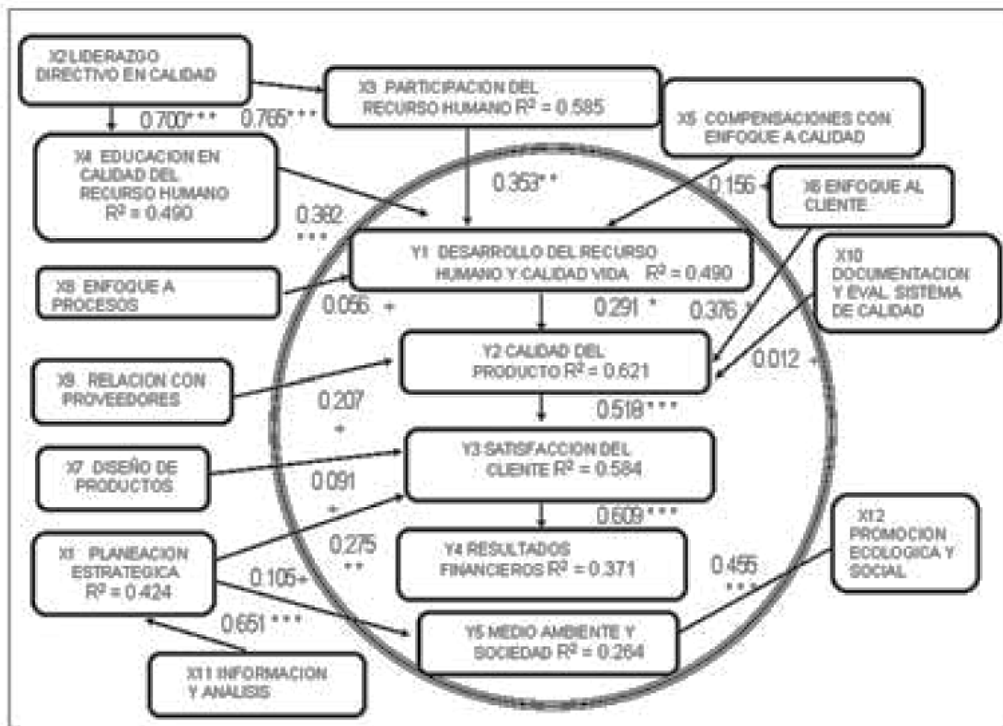 X2 LIDERAZGO
DIRECTIVO EN CALIDAD
X3 PARTICIPACION DEL
RECURSO HUMANO R² = 0.585
X5 COMPENSACIONES CON
ENFOQUE A CALIDAD
0.700***
0.765***
X4 EDUCACION EN
CALIDAD DEL
RECURSO HUMANO
R² = 0.490
0.353**
0.156 +
X6 ENFOQUE AL
CLIENTE
0.382
***
Y1 DESARROLLO DEL RECURSO
HUMANO Y CALIDAD VIDA R² = 0.490
X10
DOCUMENTACION
Y EVAL. SISTEMA
DE CALIDAD
X8 ENFOQUE A
PROCESOS
0.056 +
0.291 *
0.376 *
Y2 CALIDAD DEL
PRODUCTO R² = 0.621
0.012 +
X9 RELACION CON
PROVEEDORES
0.207
+
0.518***
Y3 SATISFACCION DEL
CLIENTE R² = 0.584
X7 DISEÑO DE
PRODUCTOS
0.091
+
0.609***
X12
PROMOCION
ECOLOGICA Y
SOCIAL
X1 PLANEACION
ESTRATEGICA
R² = 0.424
0.275
**
Y4 RESULTADOS
FINANCIEROS R² = 0.371
0.455
***
0.105+
0.651 ***
Y5 MEDIO AMBIENTE Y
SOCIEDAD R² = 0.264
X11 INFORMACION
Y ANALISIS